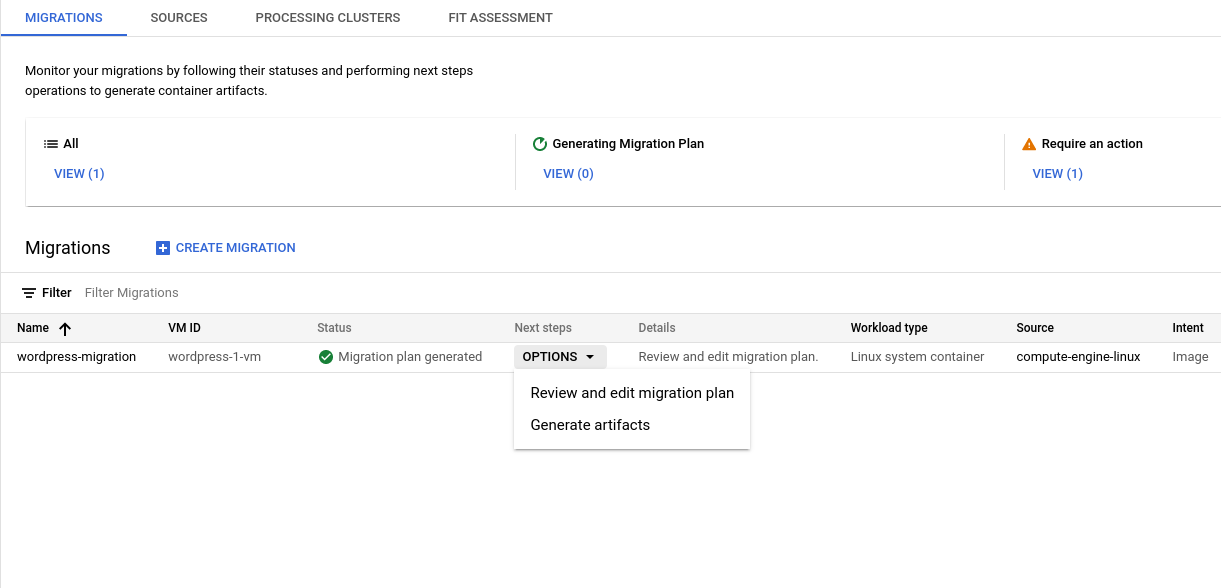 MIGRATIONS SOURCES PROCESSING CLUSTERS FIT ASSESSMENT
Monitor your migrations by following their statuses and performing next steps
operations to generate container artifacts.
All Generating Migration Plan Require an action
VIEW (1) VIEW (0) VIEW (1)
Migrations CREATE MIGRATION
Filter Filter Migrations
Name VM ID Status Next steps Details Workload type Source Intent
wordpress-migration wordpress-1-vm Migration plan generated OPTIONS Review and edit migration plan. Linux system container compute-engine-linux Image
Review and edit migration plan
Generate artifacts